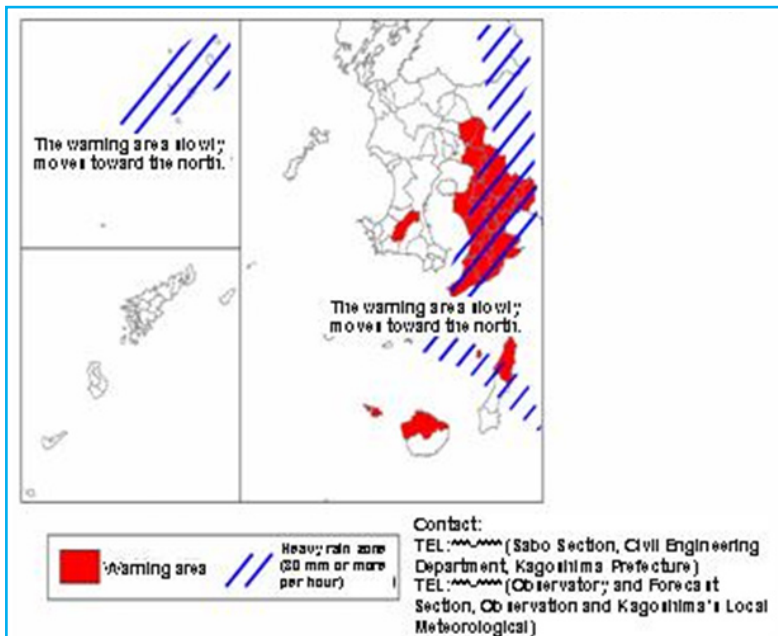 The warning area slowly
moves toward the north.
The warning area slowly
moves toward the north.
Warning area
Heavy rain zone
(30 mm or more
per hour)
)
Contact:
TEL: (Sabo Section, Civil Engineering
Department, Kagoshima Prefecture)
TEL: (Observatory and Forecast
Section, Observation and Kagoshima's Local
Meteorological)